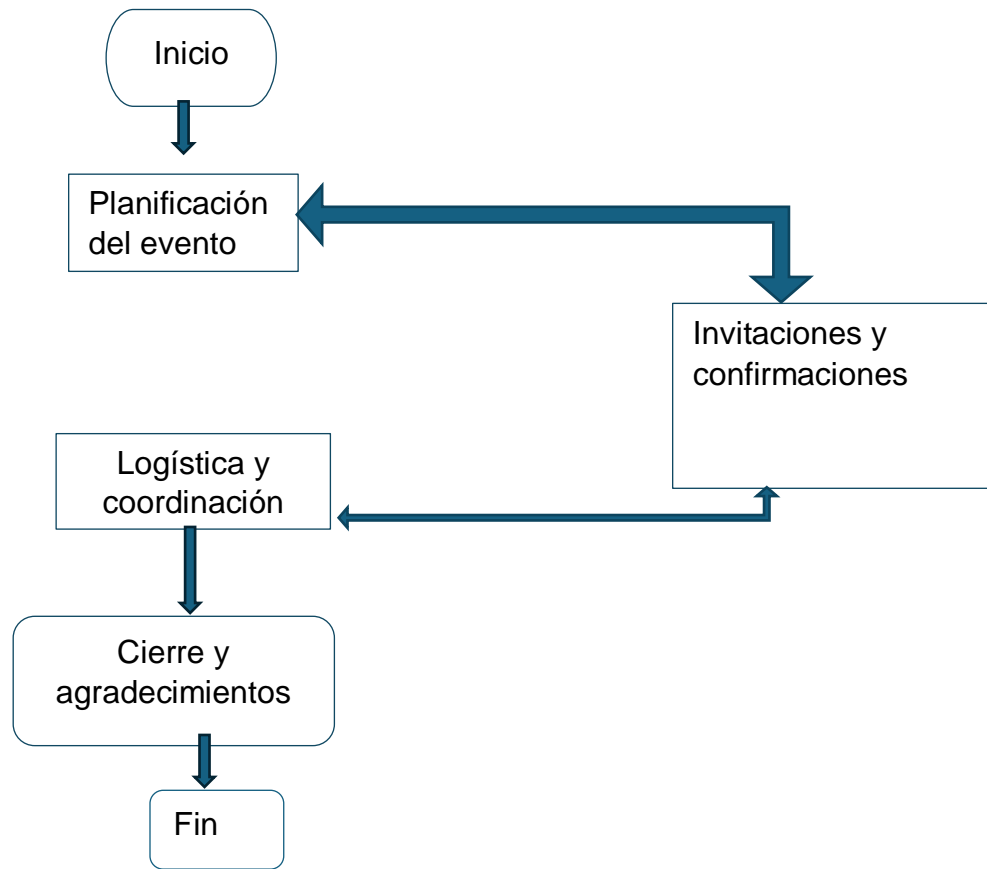 Inicio
Planificación
del evento
Invitaciones y
confirmaciones
Logística y
coordinación
Cierre y
agradecimientos
Fin